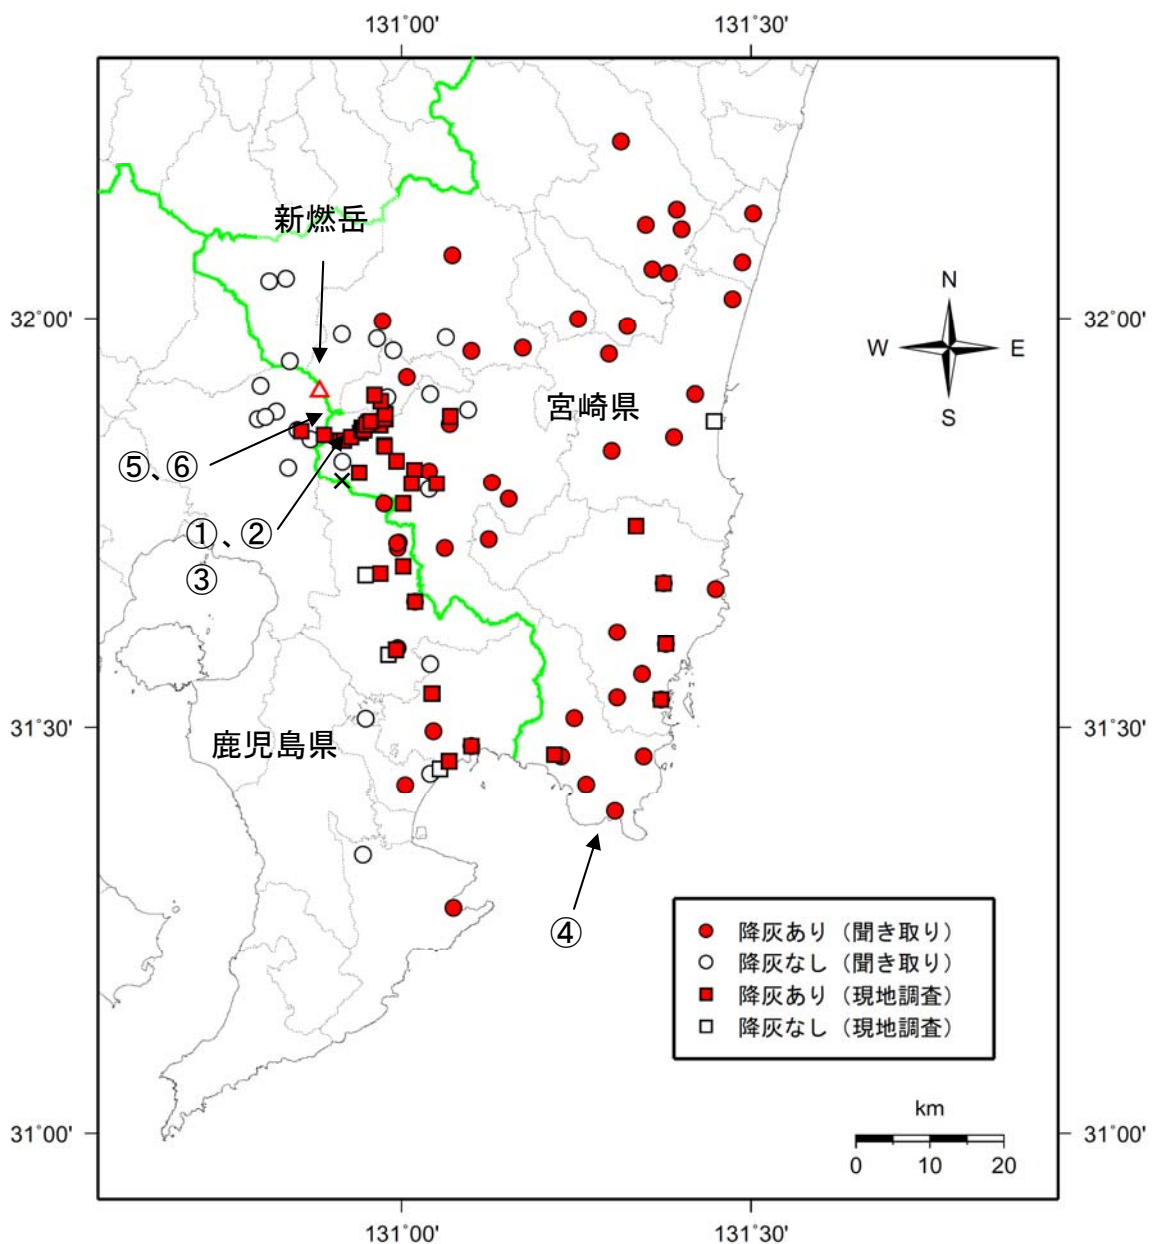 131°00' 131°30'
新燃岳
N
32°00' W E 32°00'
S
宮崎県
⑤、⑥
①、②
③
31°30' 31°30'
鹿児島県
④
降灰あり（聞き取り）
降灰なし（聞き取り）
降灰あり（現地調査）
降灰なし（現地調査）
km
31°00' 31°00'
0 10 20
131°00' 131°30'